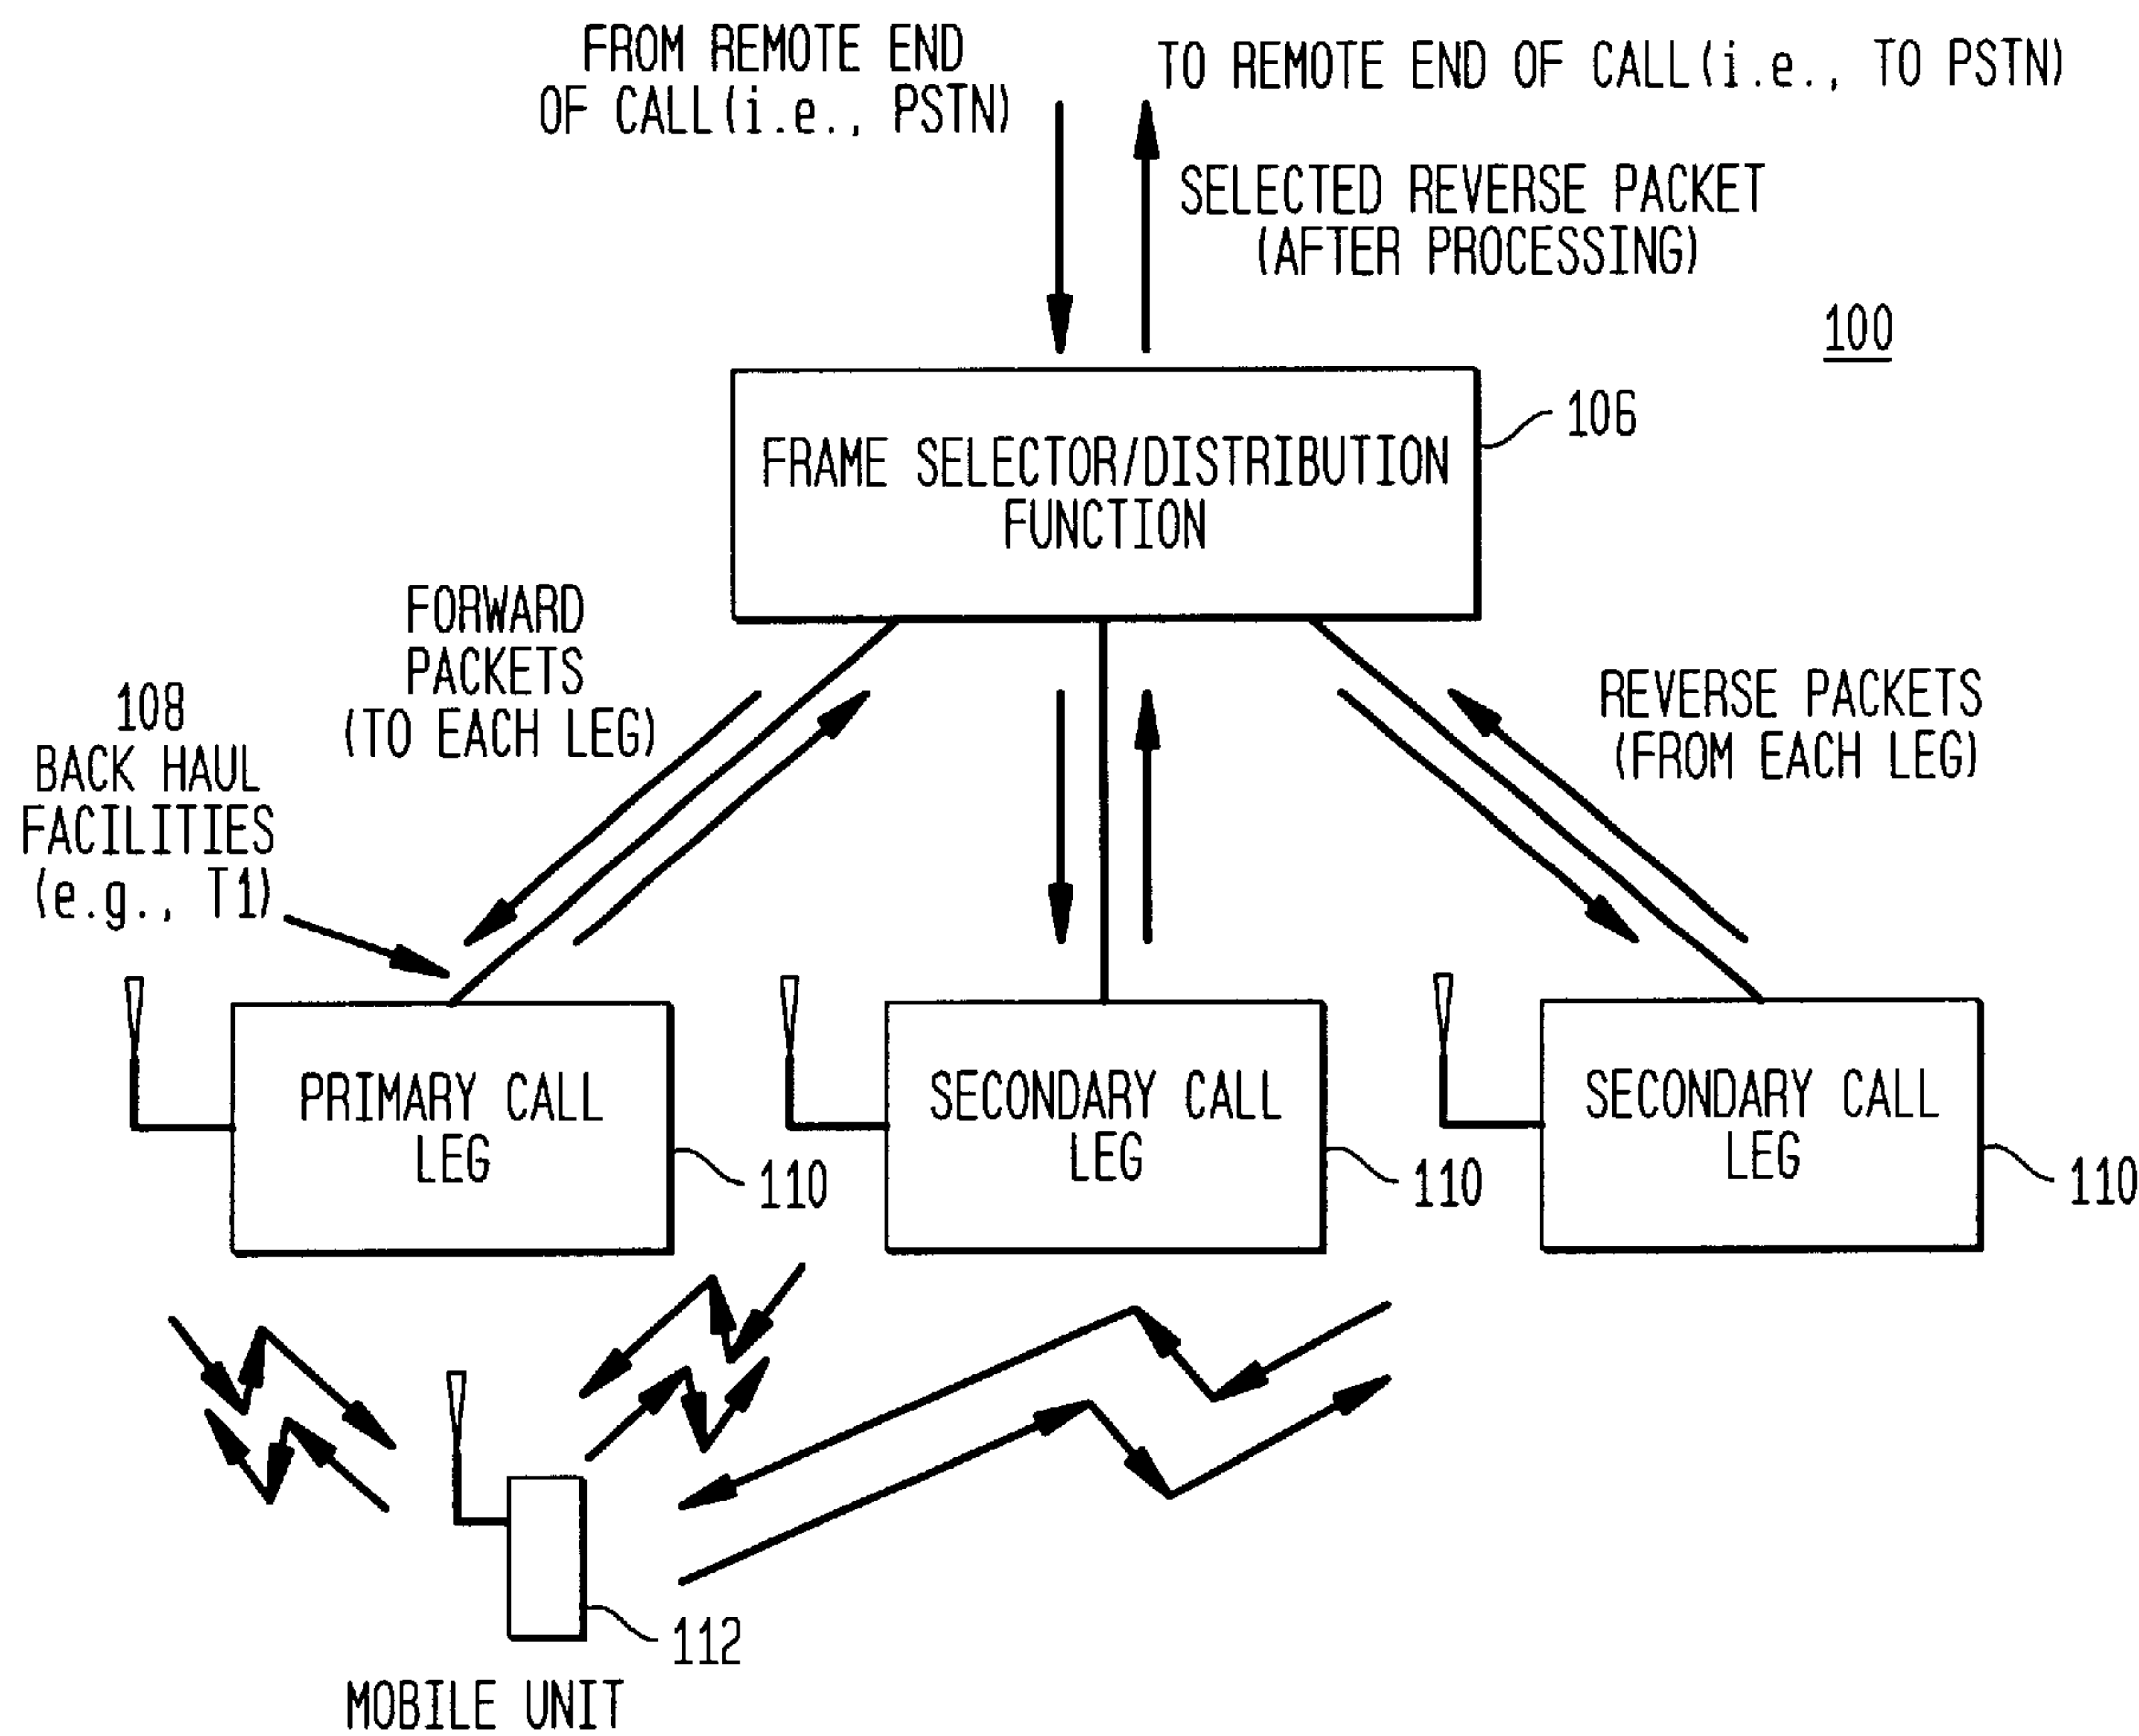 FROM REMOTE END
OF CALL(i.e., PSTN)
TO REMOTE END OF CALL(i.e., TO PSTN)
SELECTED REVERSE PACKET
(AFTER PROCESSING)
100
106
FRAME SELECTOR/DISTRIBUTION
FUNCTION
FORWARD
PACKETS
(TO EACH LEG)
REVERSE PACKETS
(FROM EACH LEG)
108
BACK HAUL
FACILITIES
(e.g., T1)
PRIMARY CALL
LEG
110
SECONDARY CALL
LEG
110
SECONDARY CALL
LEG
110
112
MOBILE UNIT